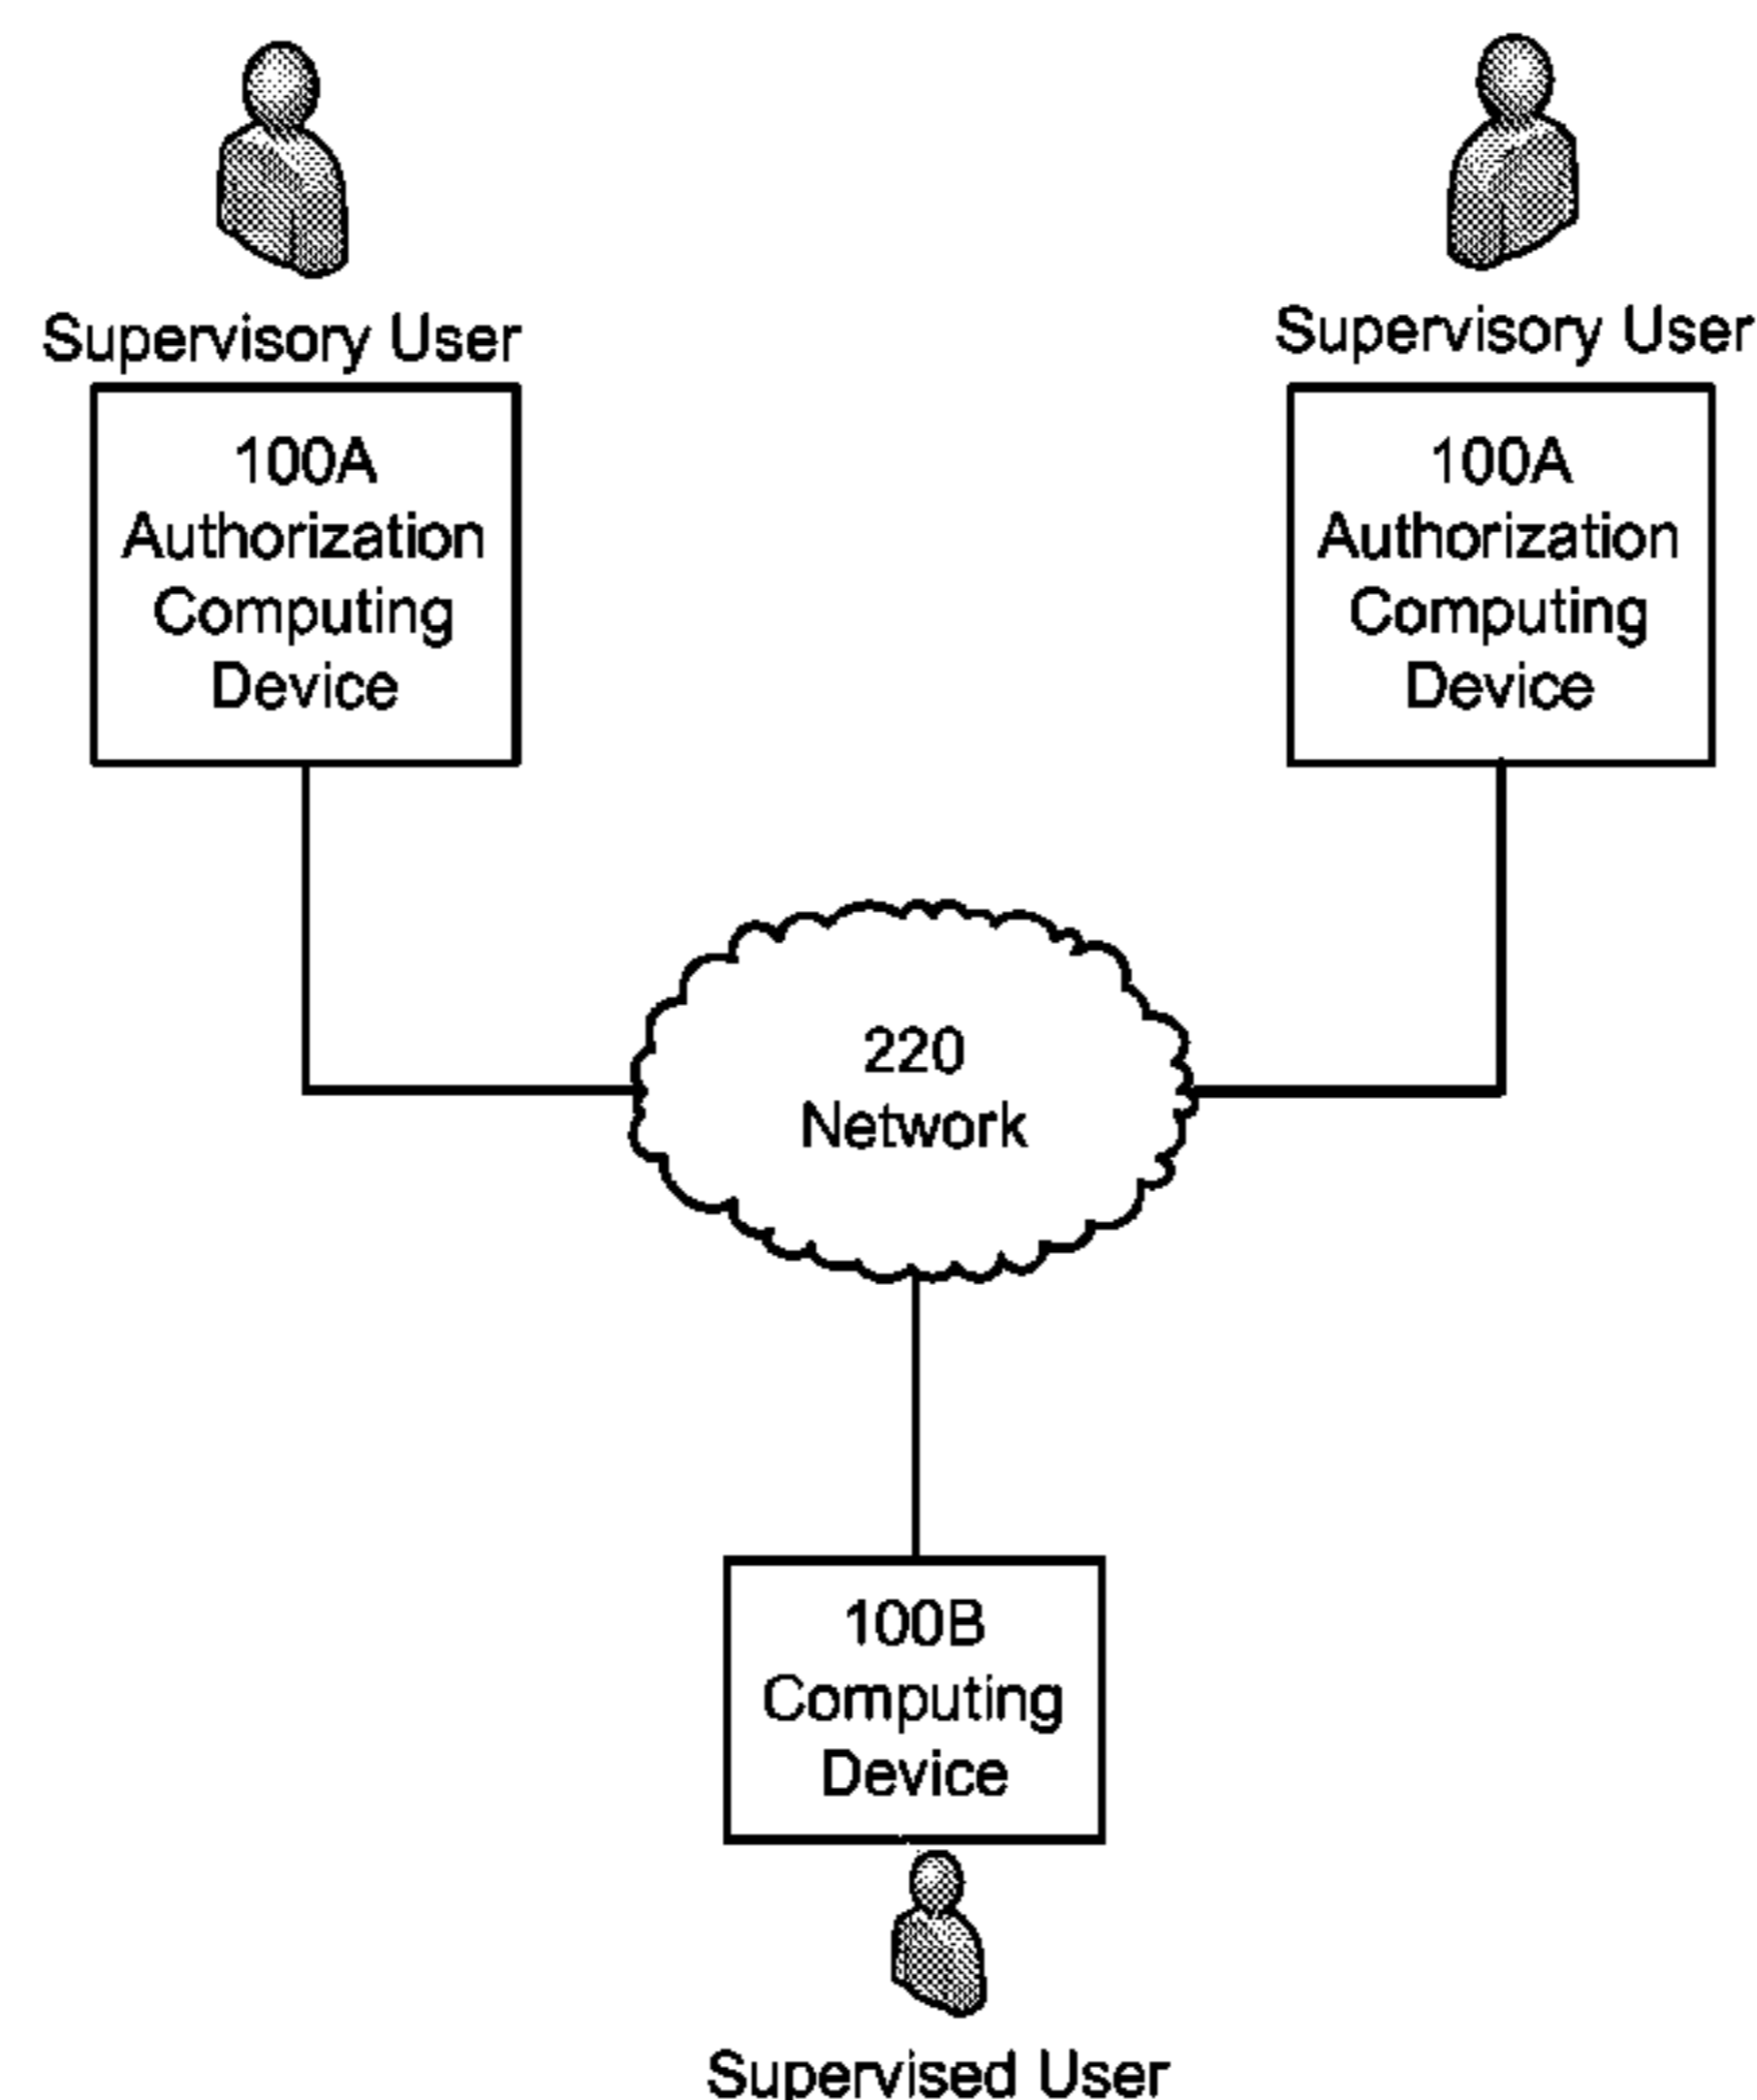 Supervisory User
100A
Authorization
Computing
Device
Supervisory User
100A
Authorization
Computing
Device
220
Network
100B
Computing
Device
Supervised User